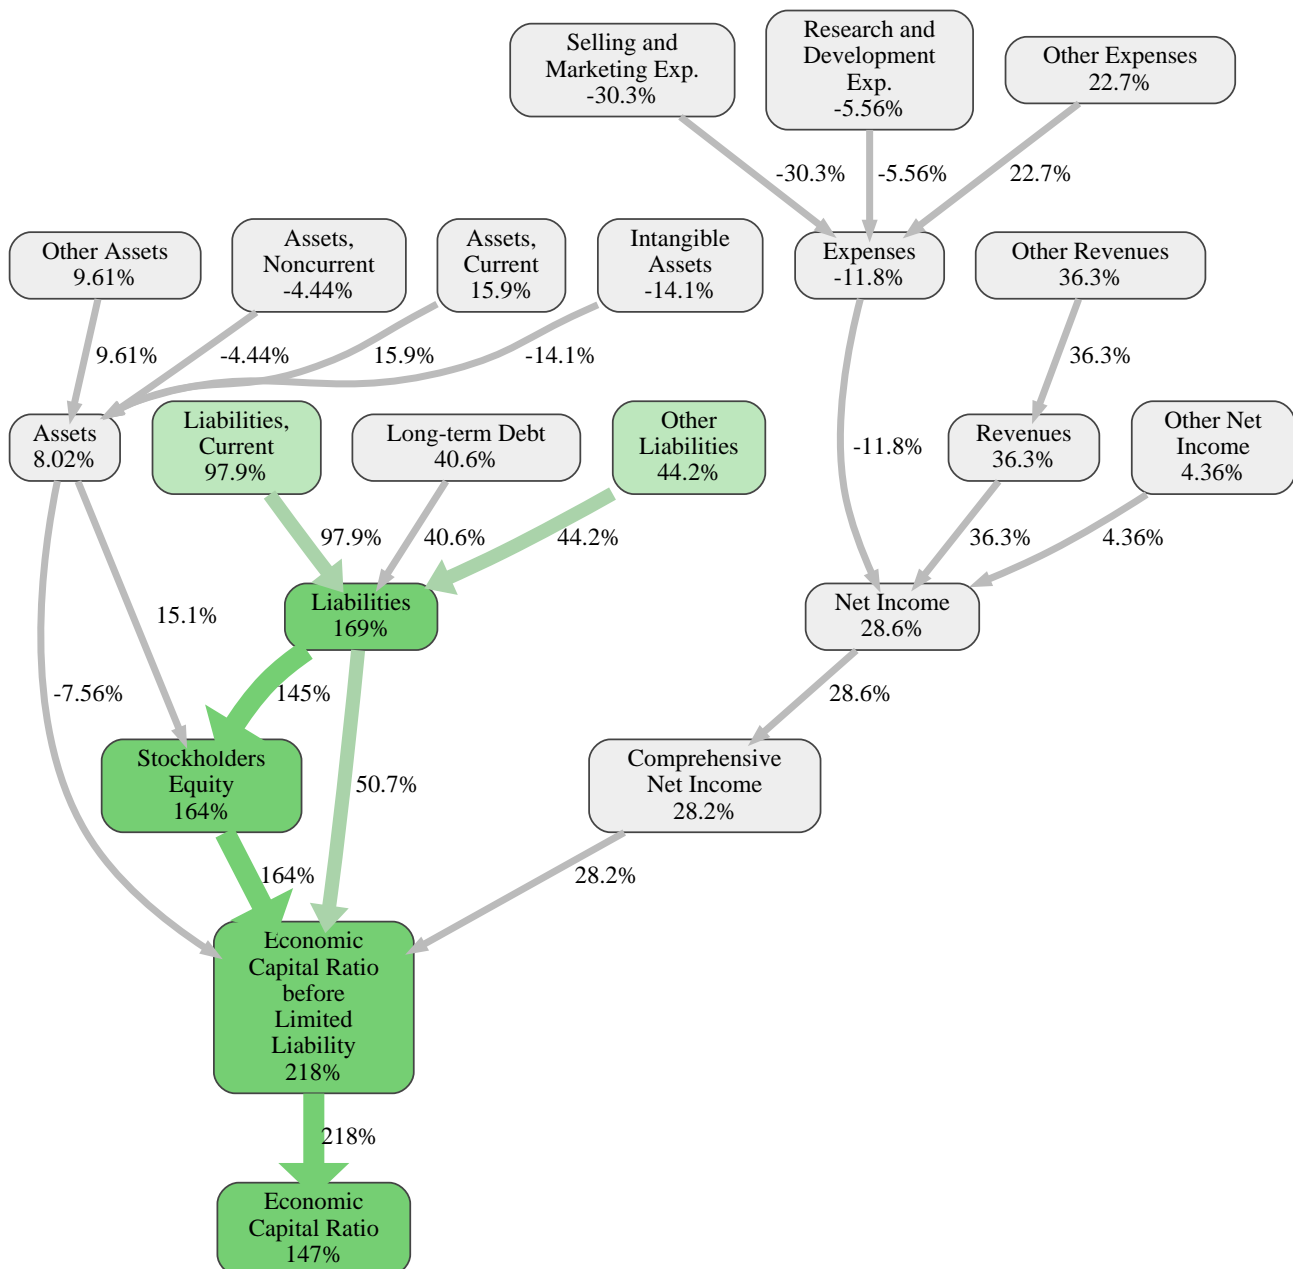 Selling and
Marketing Exp.
-30.3%
Research and
Development
Exp.
-5.56%
Other Expenses
22.7%
-30.3%
-5.56%
22.7%
Other Assets
9.61%
Assets,
Noncurrent
-4.44%
Assets,
Current
15.9%
Intangible
Assets
-14.1%
Expenses
-11.8%
Other Revenues
36.3%
9.61%
-4.44%
15.9%
-14.1%
36.3%
Assets
8.02%
Liabilities,
Current
97.9%
Long-term Debt
40.6%
Other
Liabilities
44.2%
-11.8%
Revenues
36.3%
Other Net
Income
4.36%
97.9%
40.6%
44.2%
36.3%
4.36%
Liabilities
169%
Net Income
28.6%
15.1%
-7.56%
145%
28.6%
Stockholders
Equity
164%
50.7%
Comprehensive
Net Income
28.2%
164%
28.2%
Economic
Capital Ratio
before
Limited
Liability
218%
218%
Economic
Capital Ratio
147%